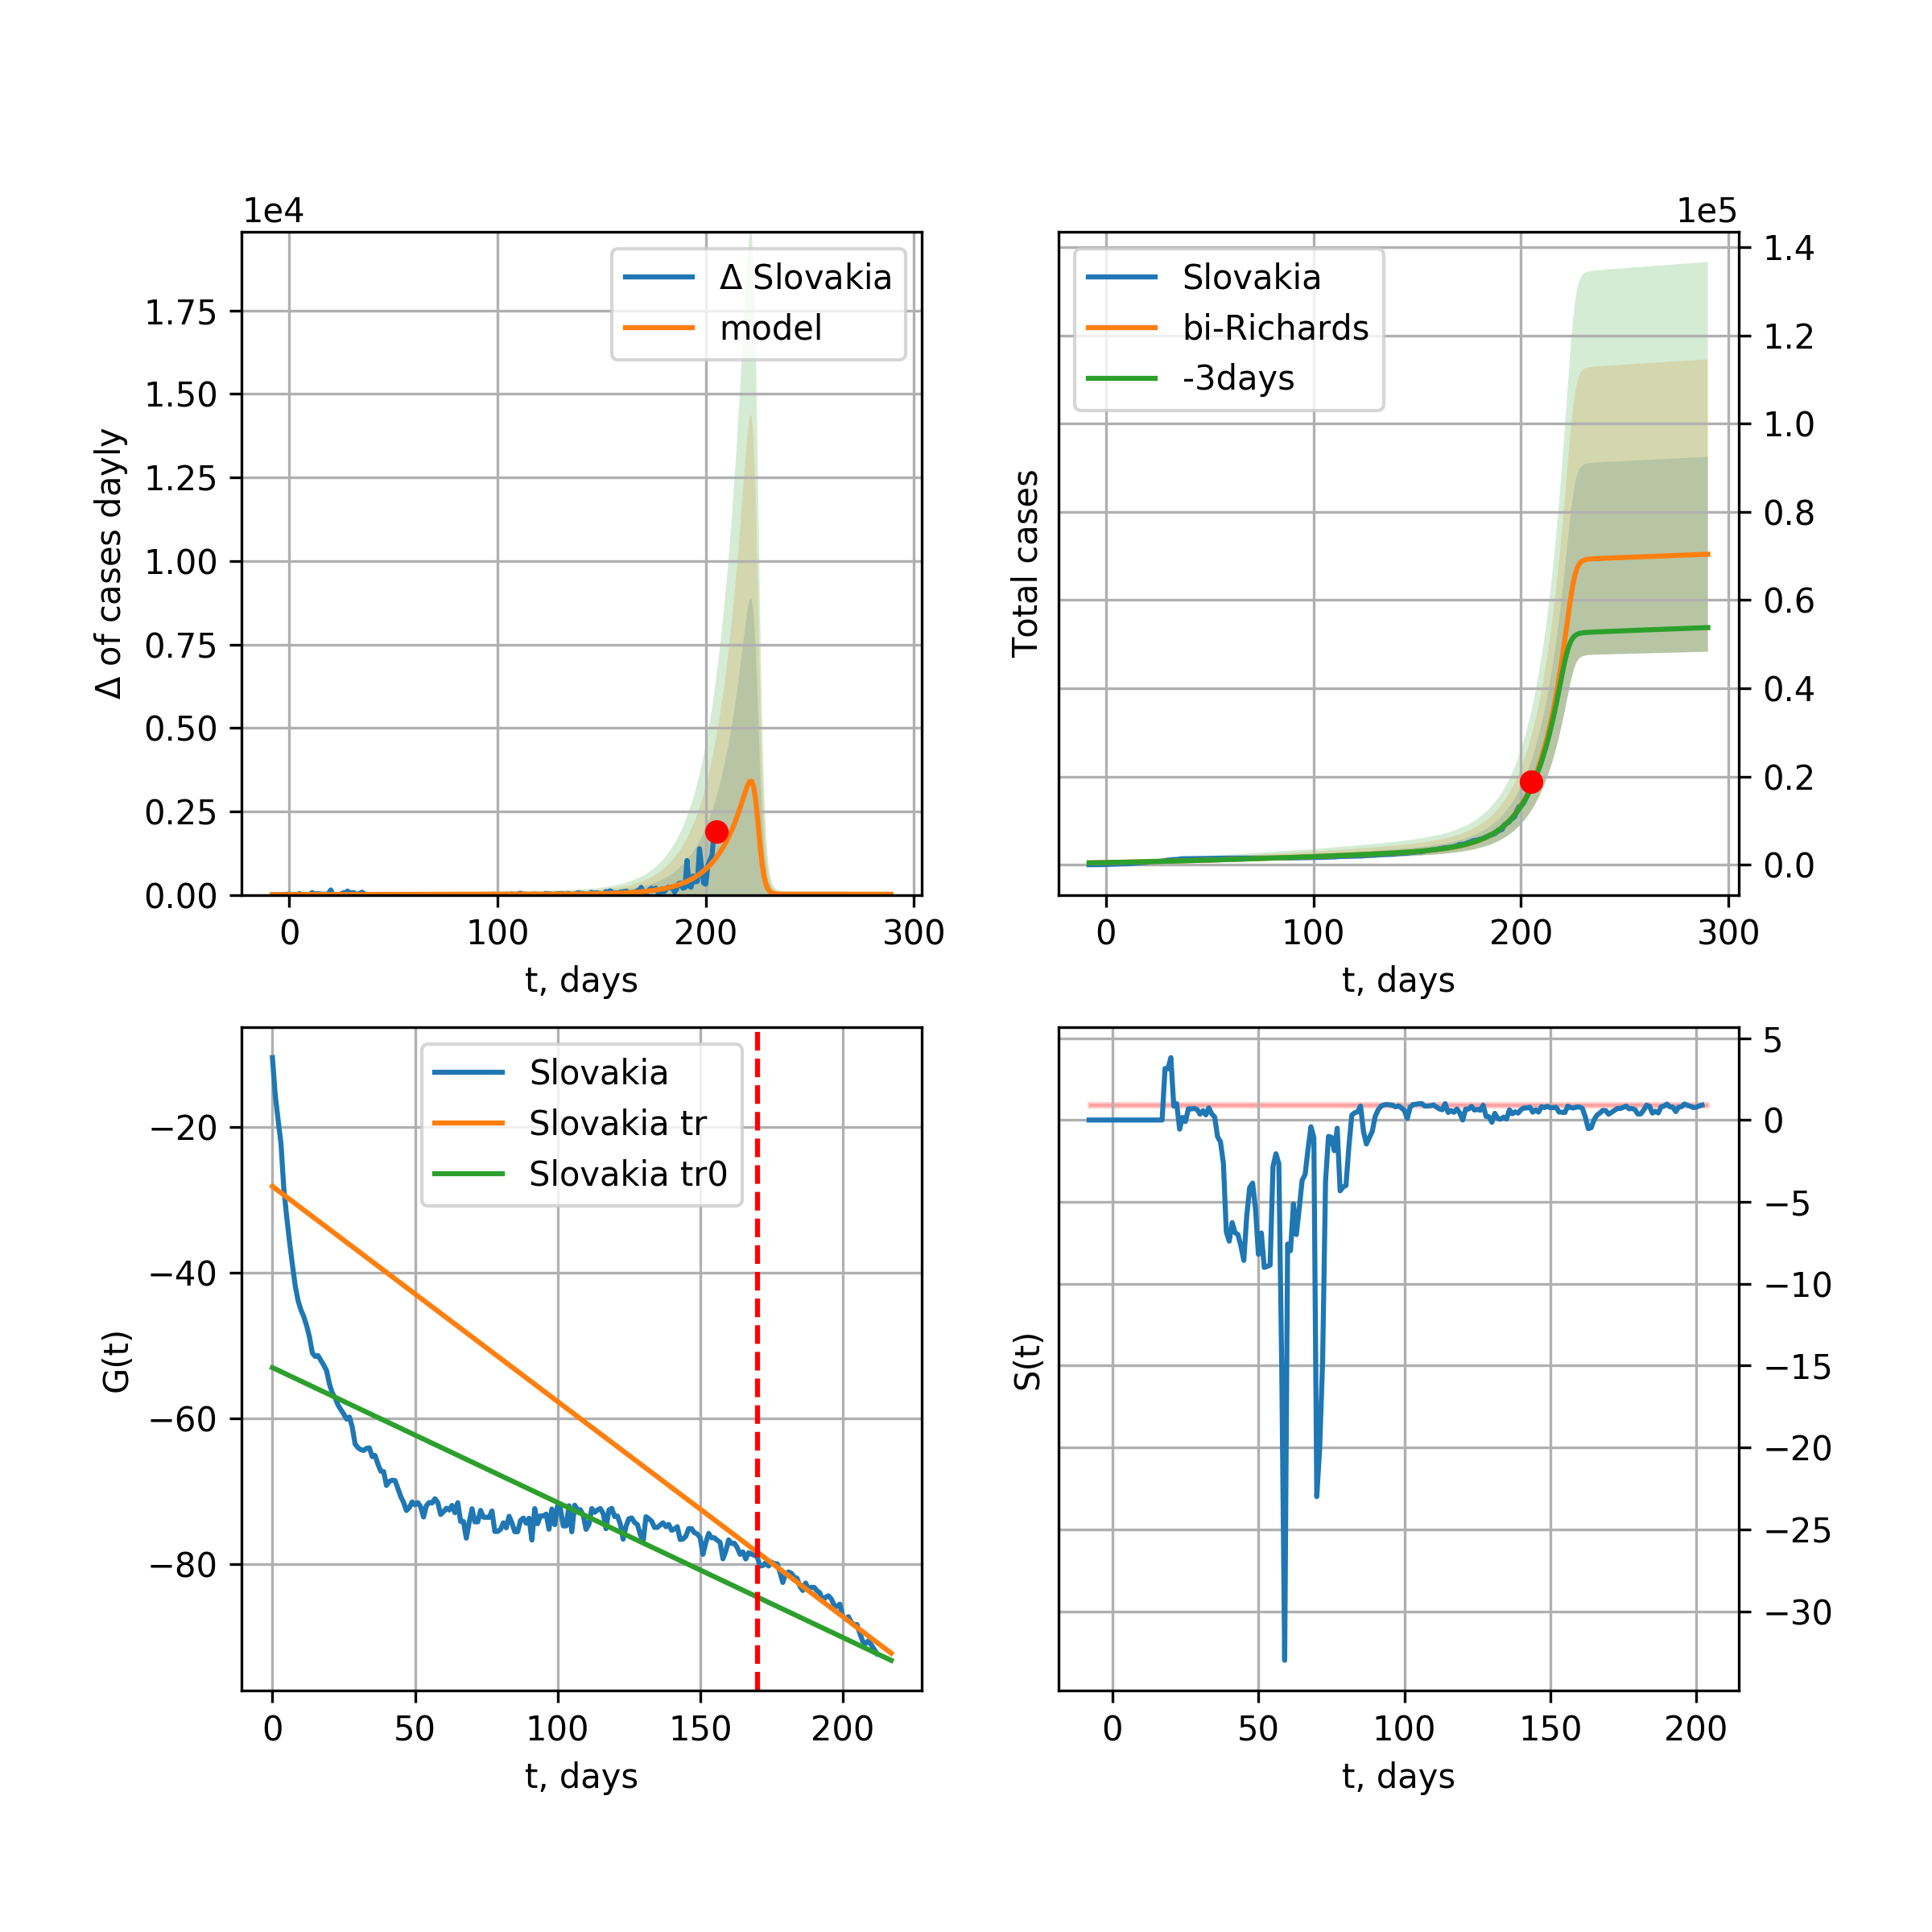 1e4
Δ of cases dayly
1.75
1.50
1.25
1.00
0.75
0.50
0.25
0.00
Δ Slovakia
model
0 100 200 300
t, days
1e5
Total cases
Slovakia
bi-Richards
-3days
1.4
1.2
1.0
0.8
0.6
0.4
0.2
0.0
0 100 200 300
t, days
G(t)
−20
−40
−60
−80
Slovakia
Slovakia tr
Slovakia tr0
0 50 100 150 200
t, days
S(t)
5
0
−5
−10
−15
−20
−25
−30
0 50 100 150 200
t, days